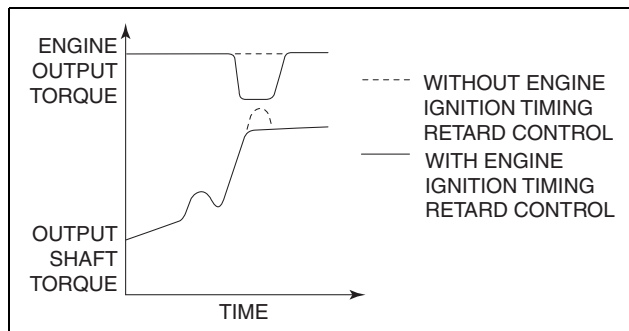 ENGINE
OUTPUT
TORQUE
WITHOUT ENGINE
IGNITION TIMING
RETARD CONTROL
WITH ENGINE
IGNITION TIMING
RETARD CONTROL
OUTPUT
SHAFT
TORQUE
TIME